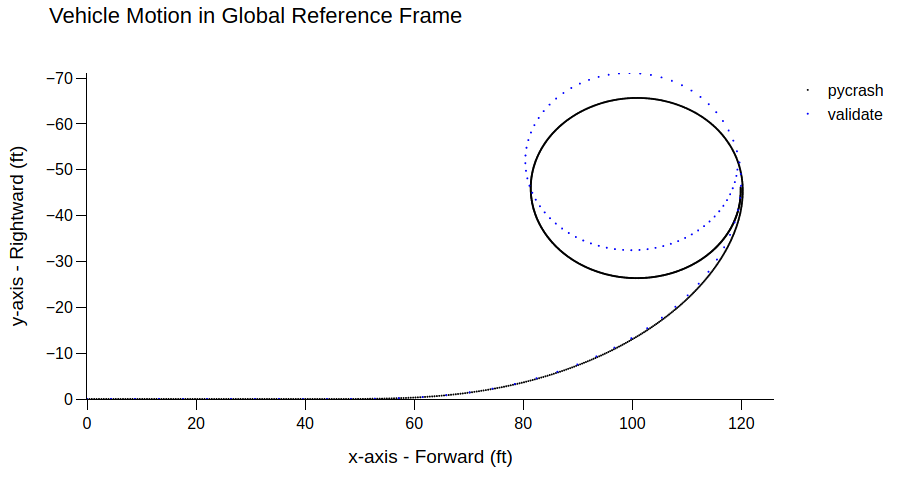 Vehicle Motion in Global Reference Frame
−70
−60
−50
−40
−30
−20
−10
0
0 20 40 60 80 100 120
y-axis - Rightward (ft)
x-axis - Forward (ft)
pycrash
validate